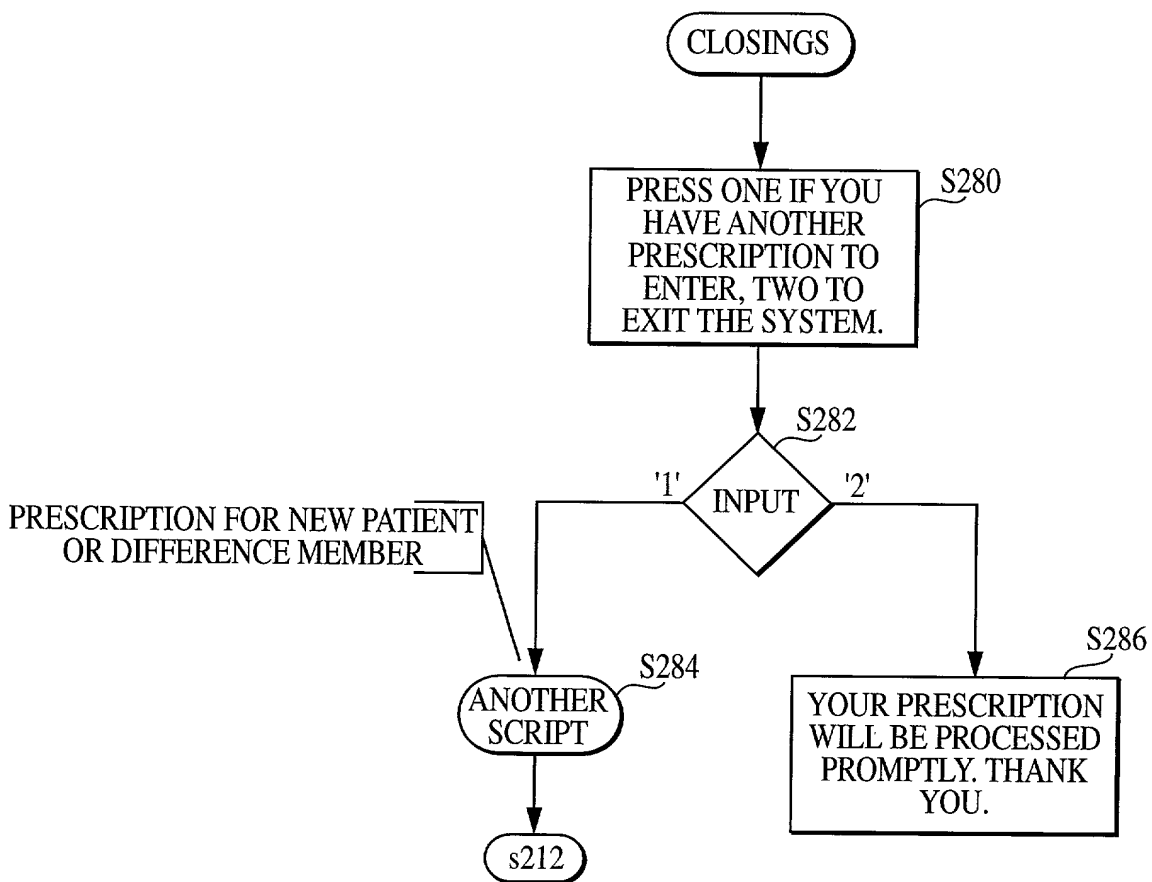 CLOSINGS
S280
PRESS ONE IF YOU
HAVE ANOTHER
PRESCRIPTION TO
ENTER, TWO TO
EXIT THE SYSTEM.
S282
'1'
INPUT
'2'
PRESCRIPTION FOR NEW PATIENT
OR DIFFERENCE MEMBER
S284
ANOTHER
SCRIPT
S286
YOUR PRESCRIPTION
WILL BE PROCESSED
PROMPTLY. THANK
YOU.
s212